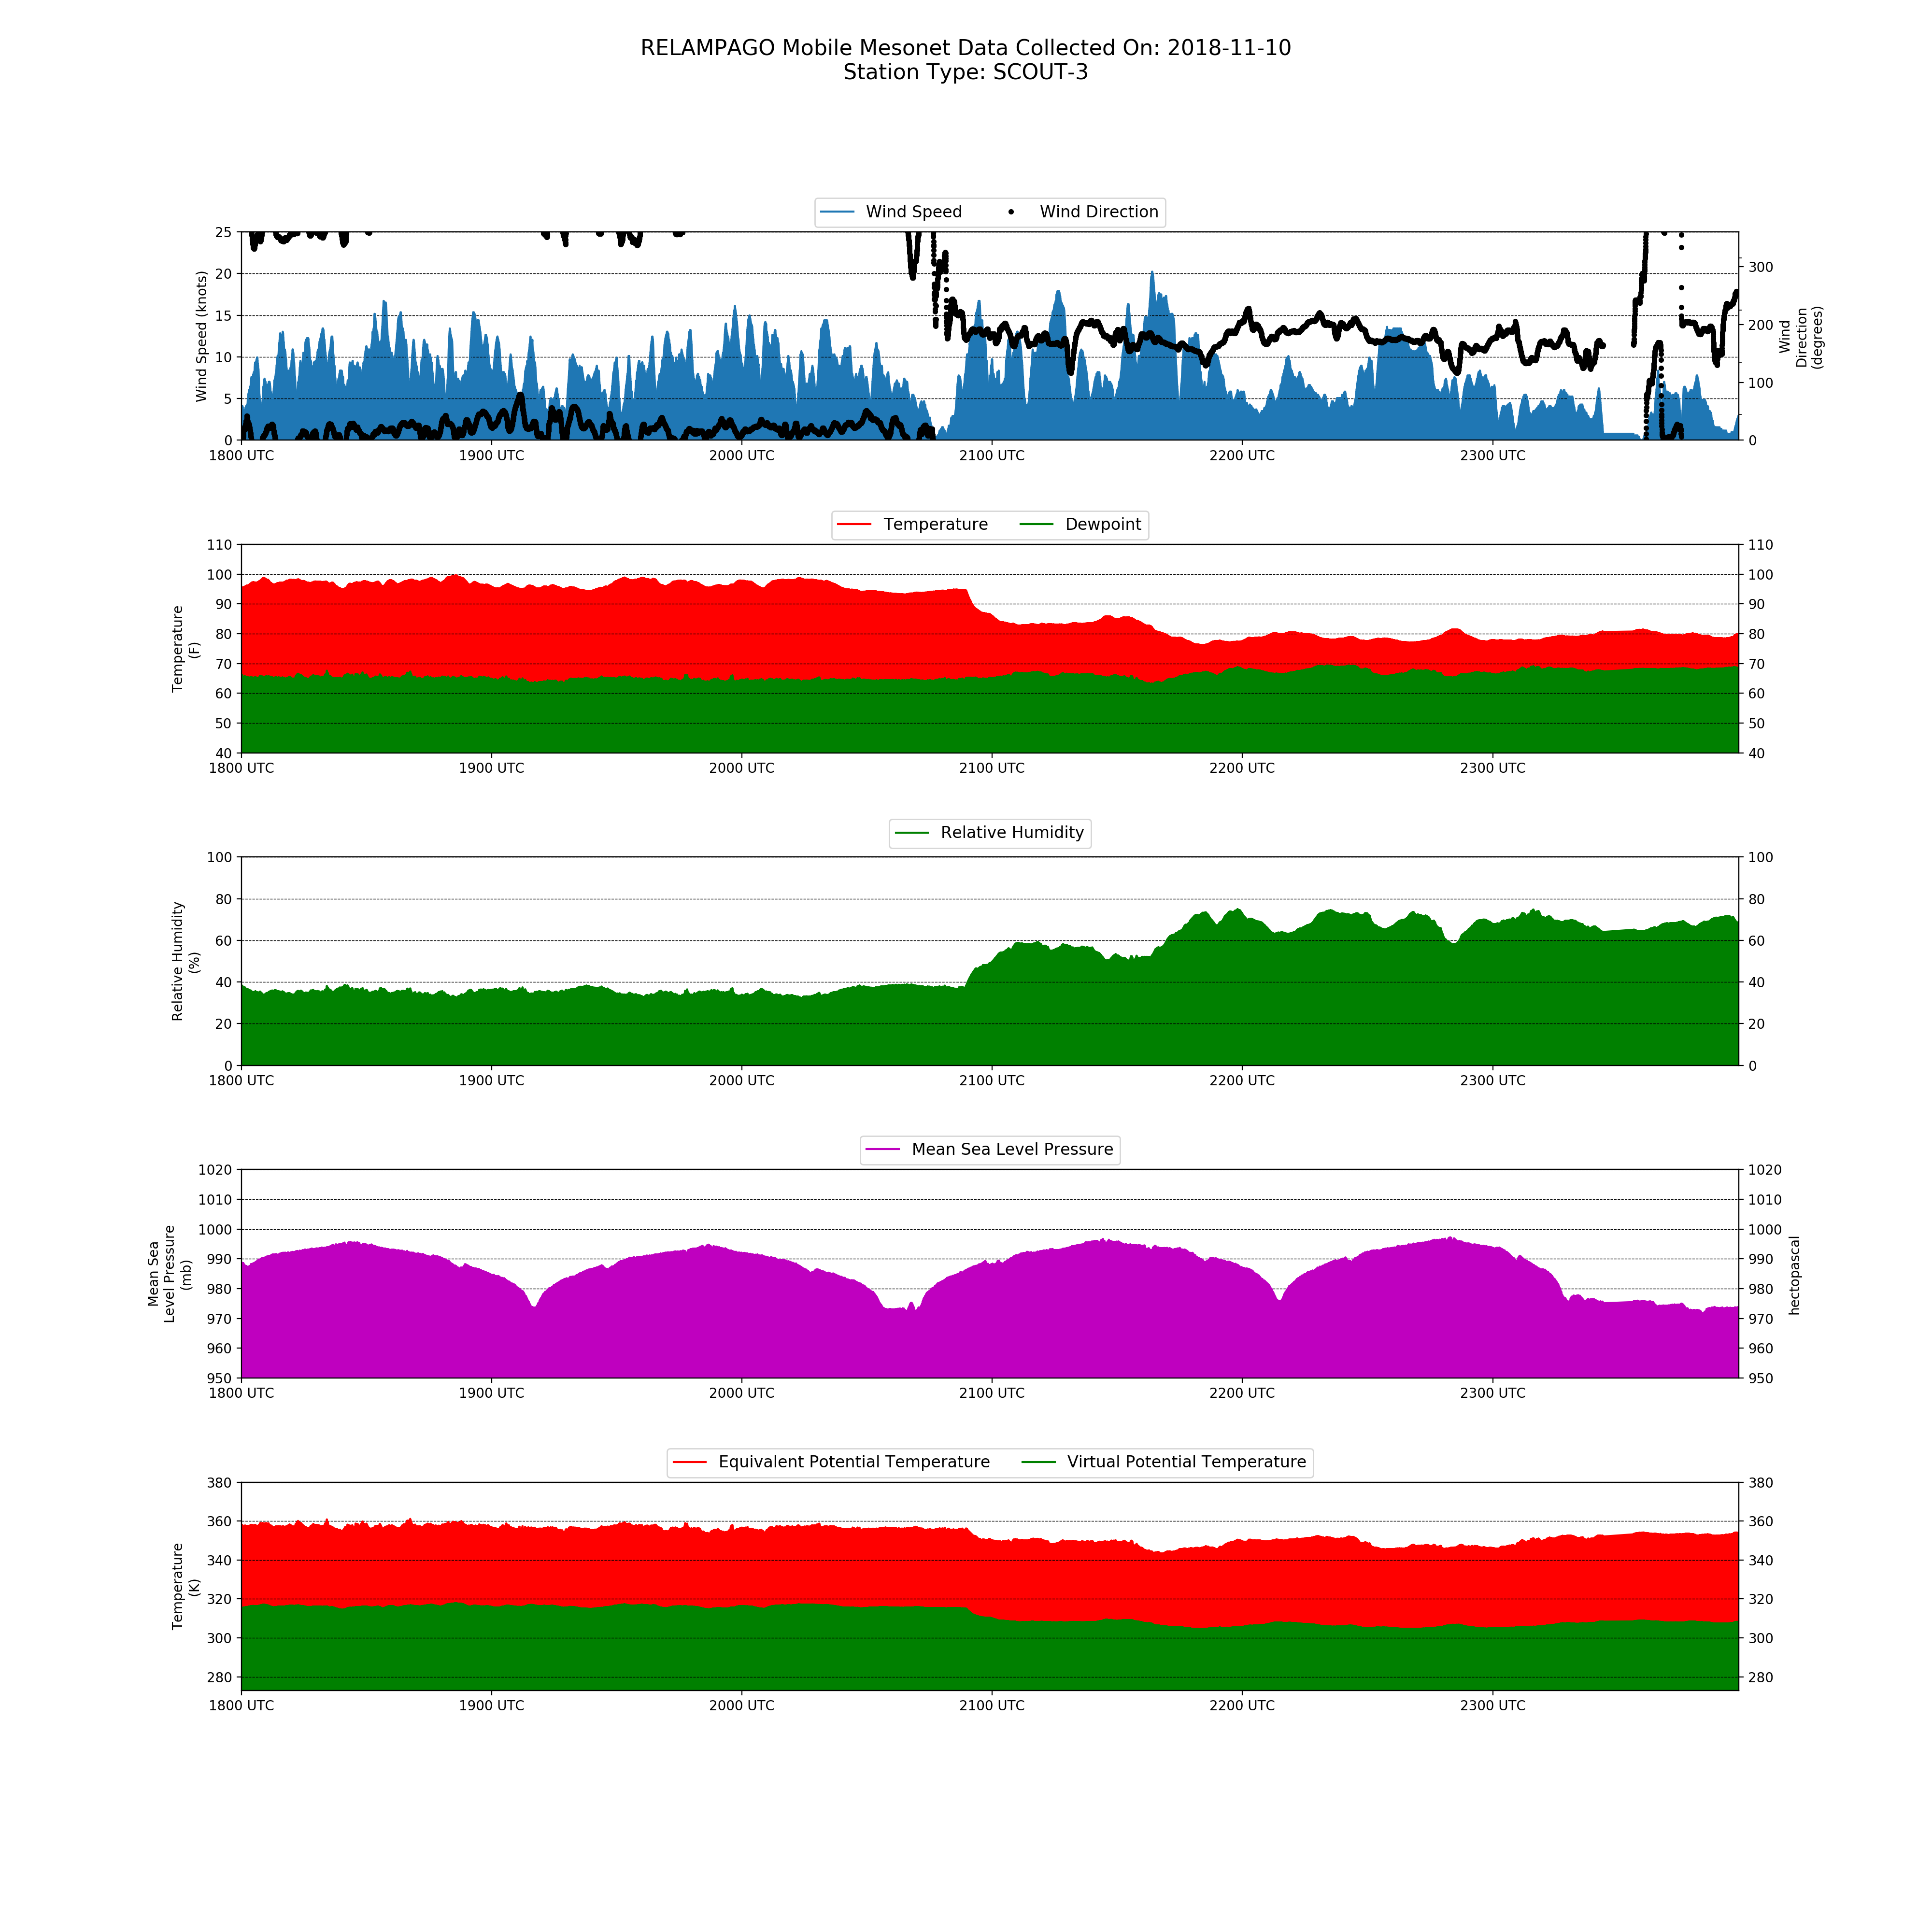 RELAMPAGO Mobile Mesonet Data Collected On: 2018-11-10
Station Type: SCOUT-3
Wind Speed Wind Direction
Wind Speed (knots)
25
20
15
10
5
0
300
200
100
0
Wind
Direction
(degrees)
1800 UTC 1900 UTC 2000 UTC 2100 UTC 2200 UTC 2300 UTC
Temperature Dewpoint
Temperature
(F)
110 110
100 100
90 90
80 80
70 70
60 60
50 50
40 40
1800 UTC 1900 UTC 2000 UTC 2100 UTC 2200 UTC 2300 UTC
Relative Humidity
Relative Humidity
(%)
100 100
80 80
60 60
40 40
20 20
0 0
1800 UTC 1900 UTC 2000 UTC 2100 UTC 2200 UTC 2300 UTC
Mean Sea Level Pressure
Mean Sea
Level Pressure
(mb)
1020 1020
1010 1010
1000 1000
990 990
980 980
970 970
960 960
950 950
hectopascal
1800 UTC 1900 UTC 2000 UTC 2100 UTC 2200 UTC 2300 UTC
Equivalent Potential Temperature Virtual Potential Temperature
Temperature
(K)
380 380
360 360
340 340
320 320
300 300
280 280
1800 UTC 1900 UTC 2000 UTC 2100 UTC 2200 UTC 2300 UTC